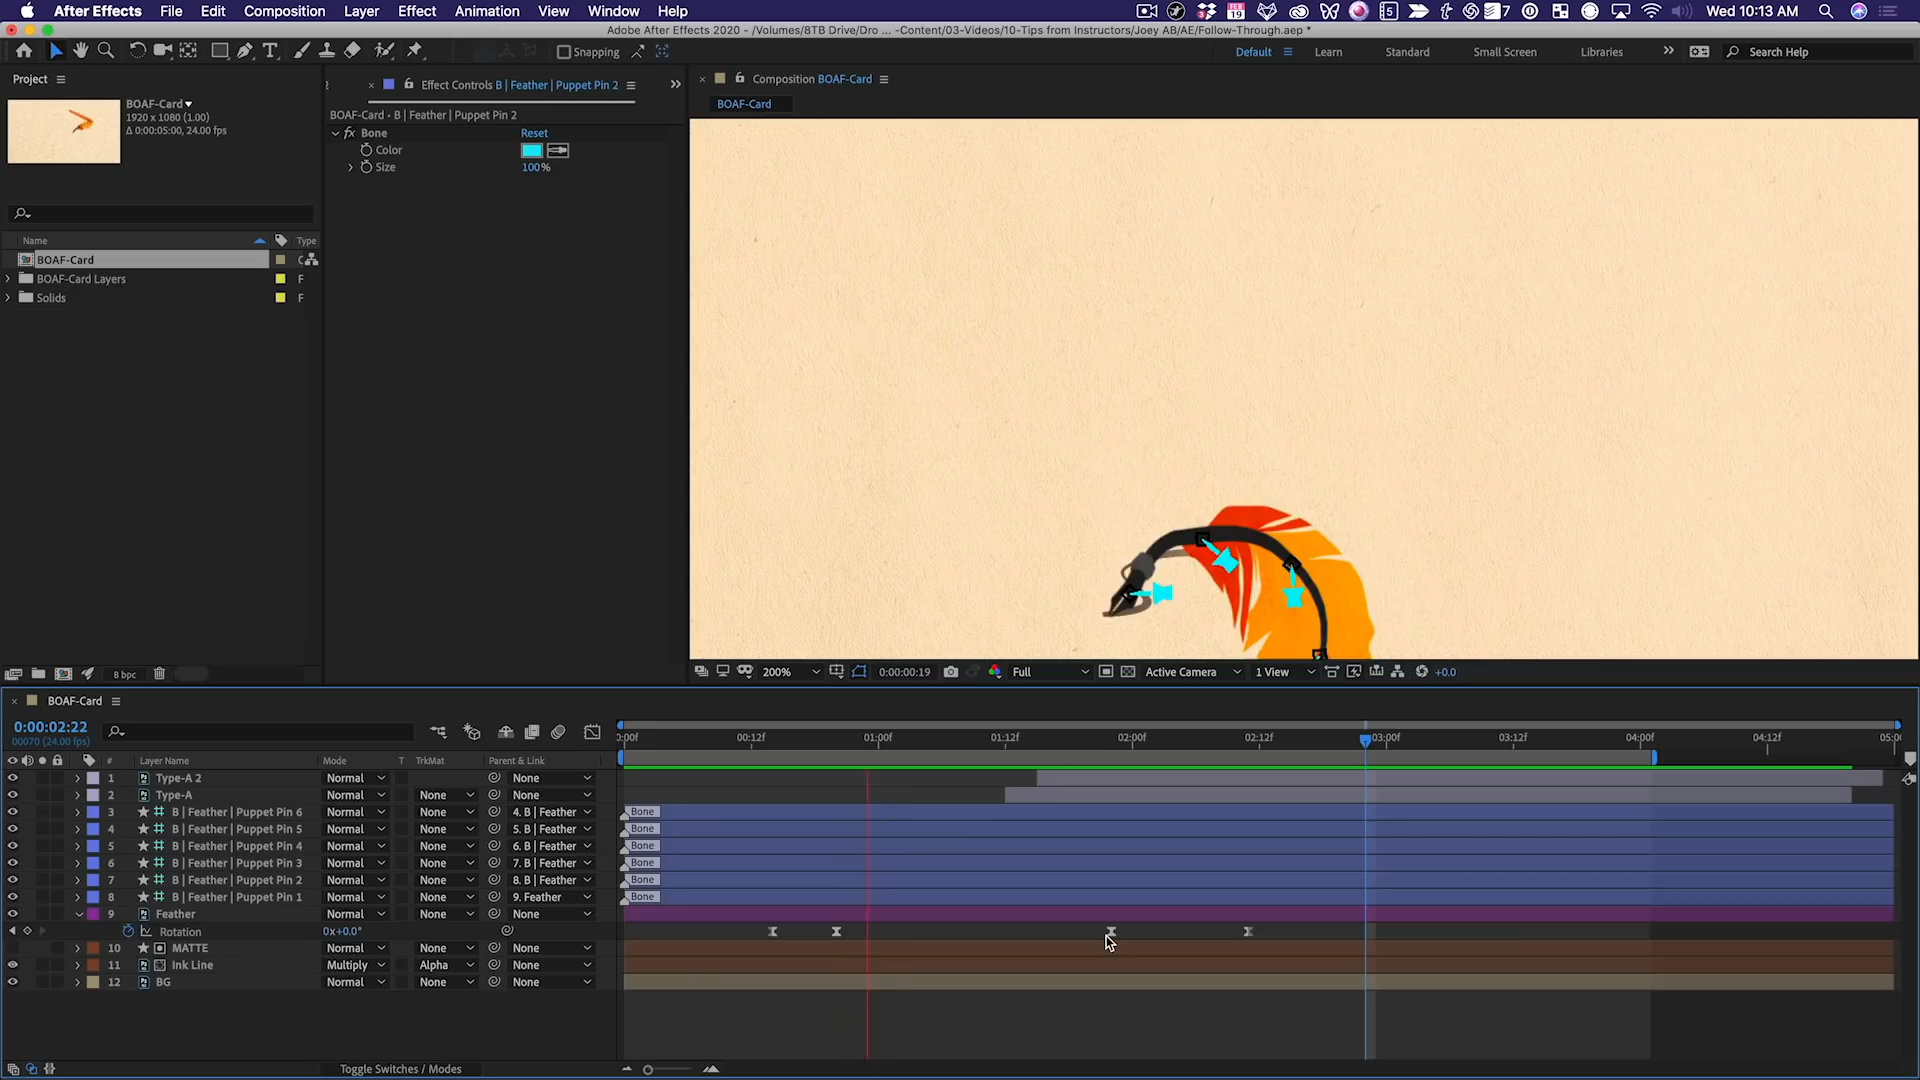 After Effects File Edit Composition Layer Effect Animation View Window Help FEB 19 7 Wed 10:13 AM
Adobe After Effects 2020 - /Volumes/8TB Drive/Dro ... -Content/03-Videos/10-Tips from Instructors/Joey AB/AE/Follow-Through.aep *
Snapping Default Learn Standard Small Screen Libraries Search Help
Project Effect Controls B | Feather | Puppet Pin 2 Composition BOAF-Card
BOAF-Card
1920 x 1080 (1.00)
Δ 0:00:05:00, 24.00 fps
BOAF-Card • B | Feather | Puppet Pin 2
fx Bone Reset
Color
Size 100%
BOAF-Card
Name Type
BOAF-Card
BOAF-Card Layers F
Solids F
8 bpc
200% 0:00:00:19 Full Active Camera 1 View +0.0
BOAF-Card
0:00:02:22
00070 (24.00 fps)
:00f 00:12f 01:00f 01:12f 02:00f 02:12f 03:00f 03:12f 04:00f 04:12f 05:0
# Layer Name Mode T TrkMat Parent & Link
1 Type-A 2 Normal None
2 Type-A Normal None None
3 B | Feather | Puppet Pin 6 Normal None 4. B | Feather Bone
4 B | Feather | Puppet Pin 5 Normal None 5. B | Feather Bone
5 B | Feather | Puppet Pin 4 Normal None 6. B | Feather Bone
6 B | Feather | Puppet Pin 3 Normal None 7. B | Feather Bone
7 B | Feather | Puppet Pin 2 Normal None 8. B | Feather Bone
8 B | Feather | Puppet Pin 1 Normal None 9. Feather Bone
9 Feather Normal None None
Rotation 0x+0.0°
10 MATTE Normal None None
11 Ink Line Multiply Alpha None
12 BG Normal None None
Toggle Switches / Modes